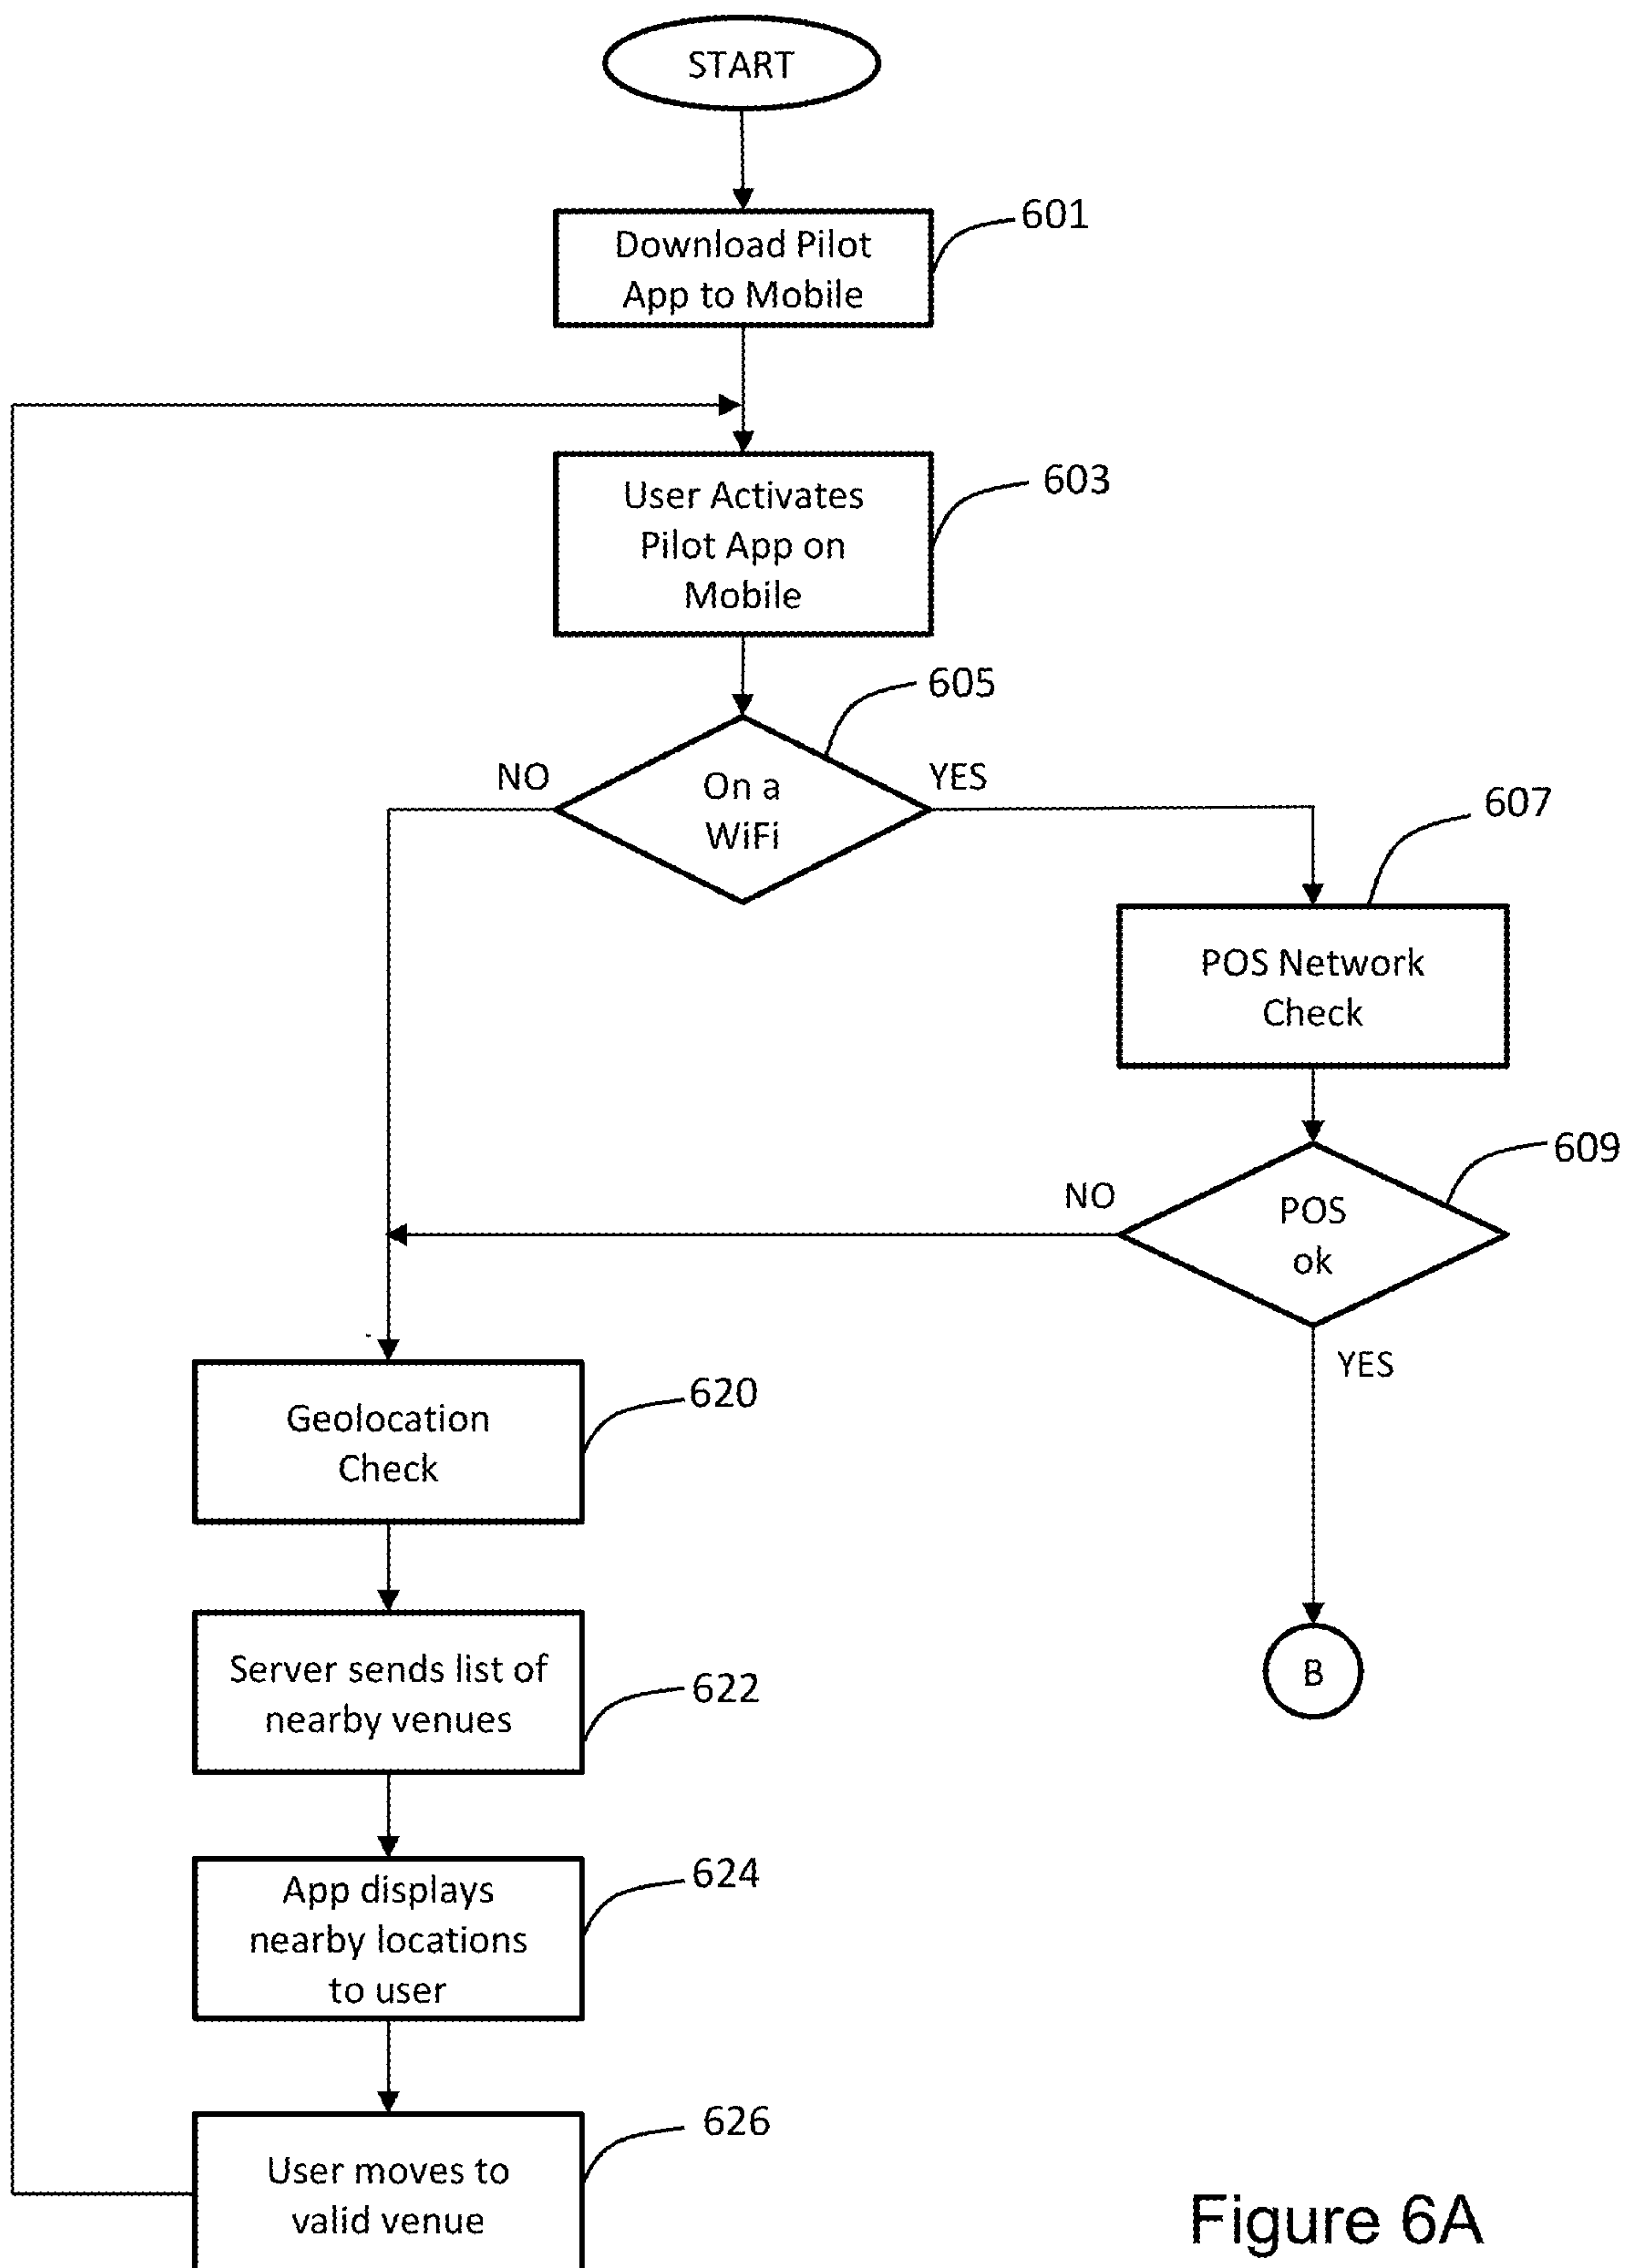 START
601
Download Pilot
App to Mobile
603
User Activates
Pilot App on
Mobile
605
NO
YES
On a
WiFi
607
POS Network
Check
609
NO
POS
ok
YES
620
Geolocation
Check
622
Server sends list of
nearby venues
B
624
App displays
nearby locations
to user
626
User moves to
valid venue
Figure 6A